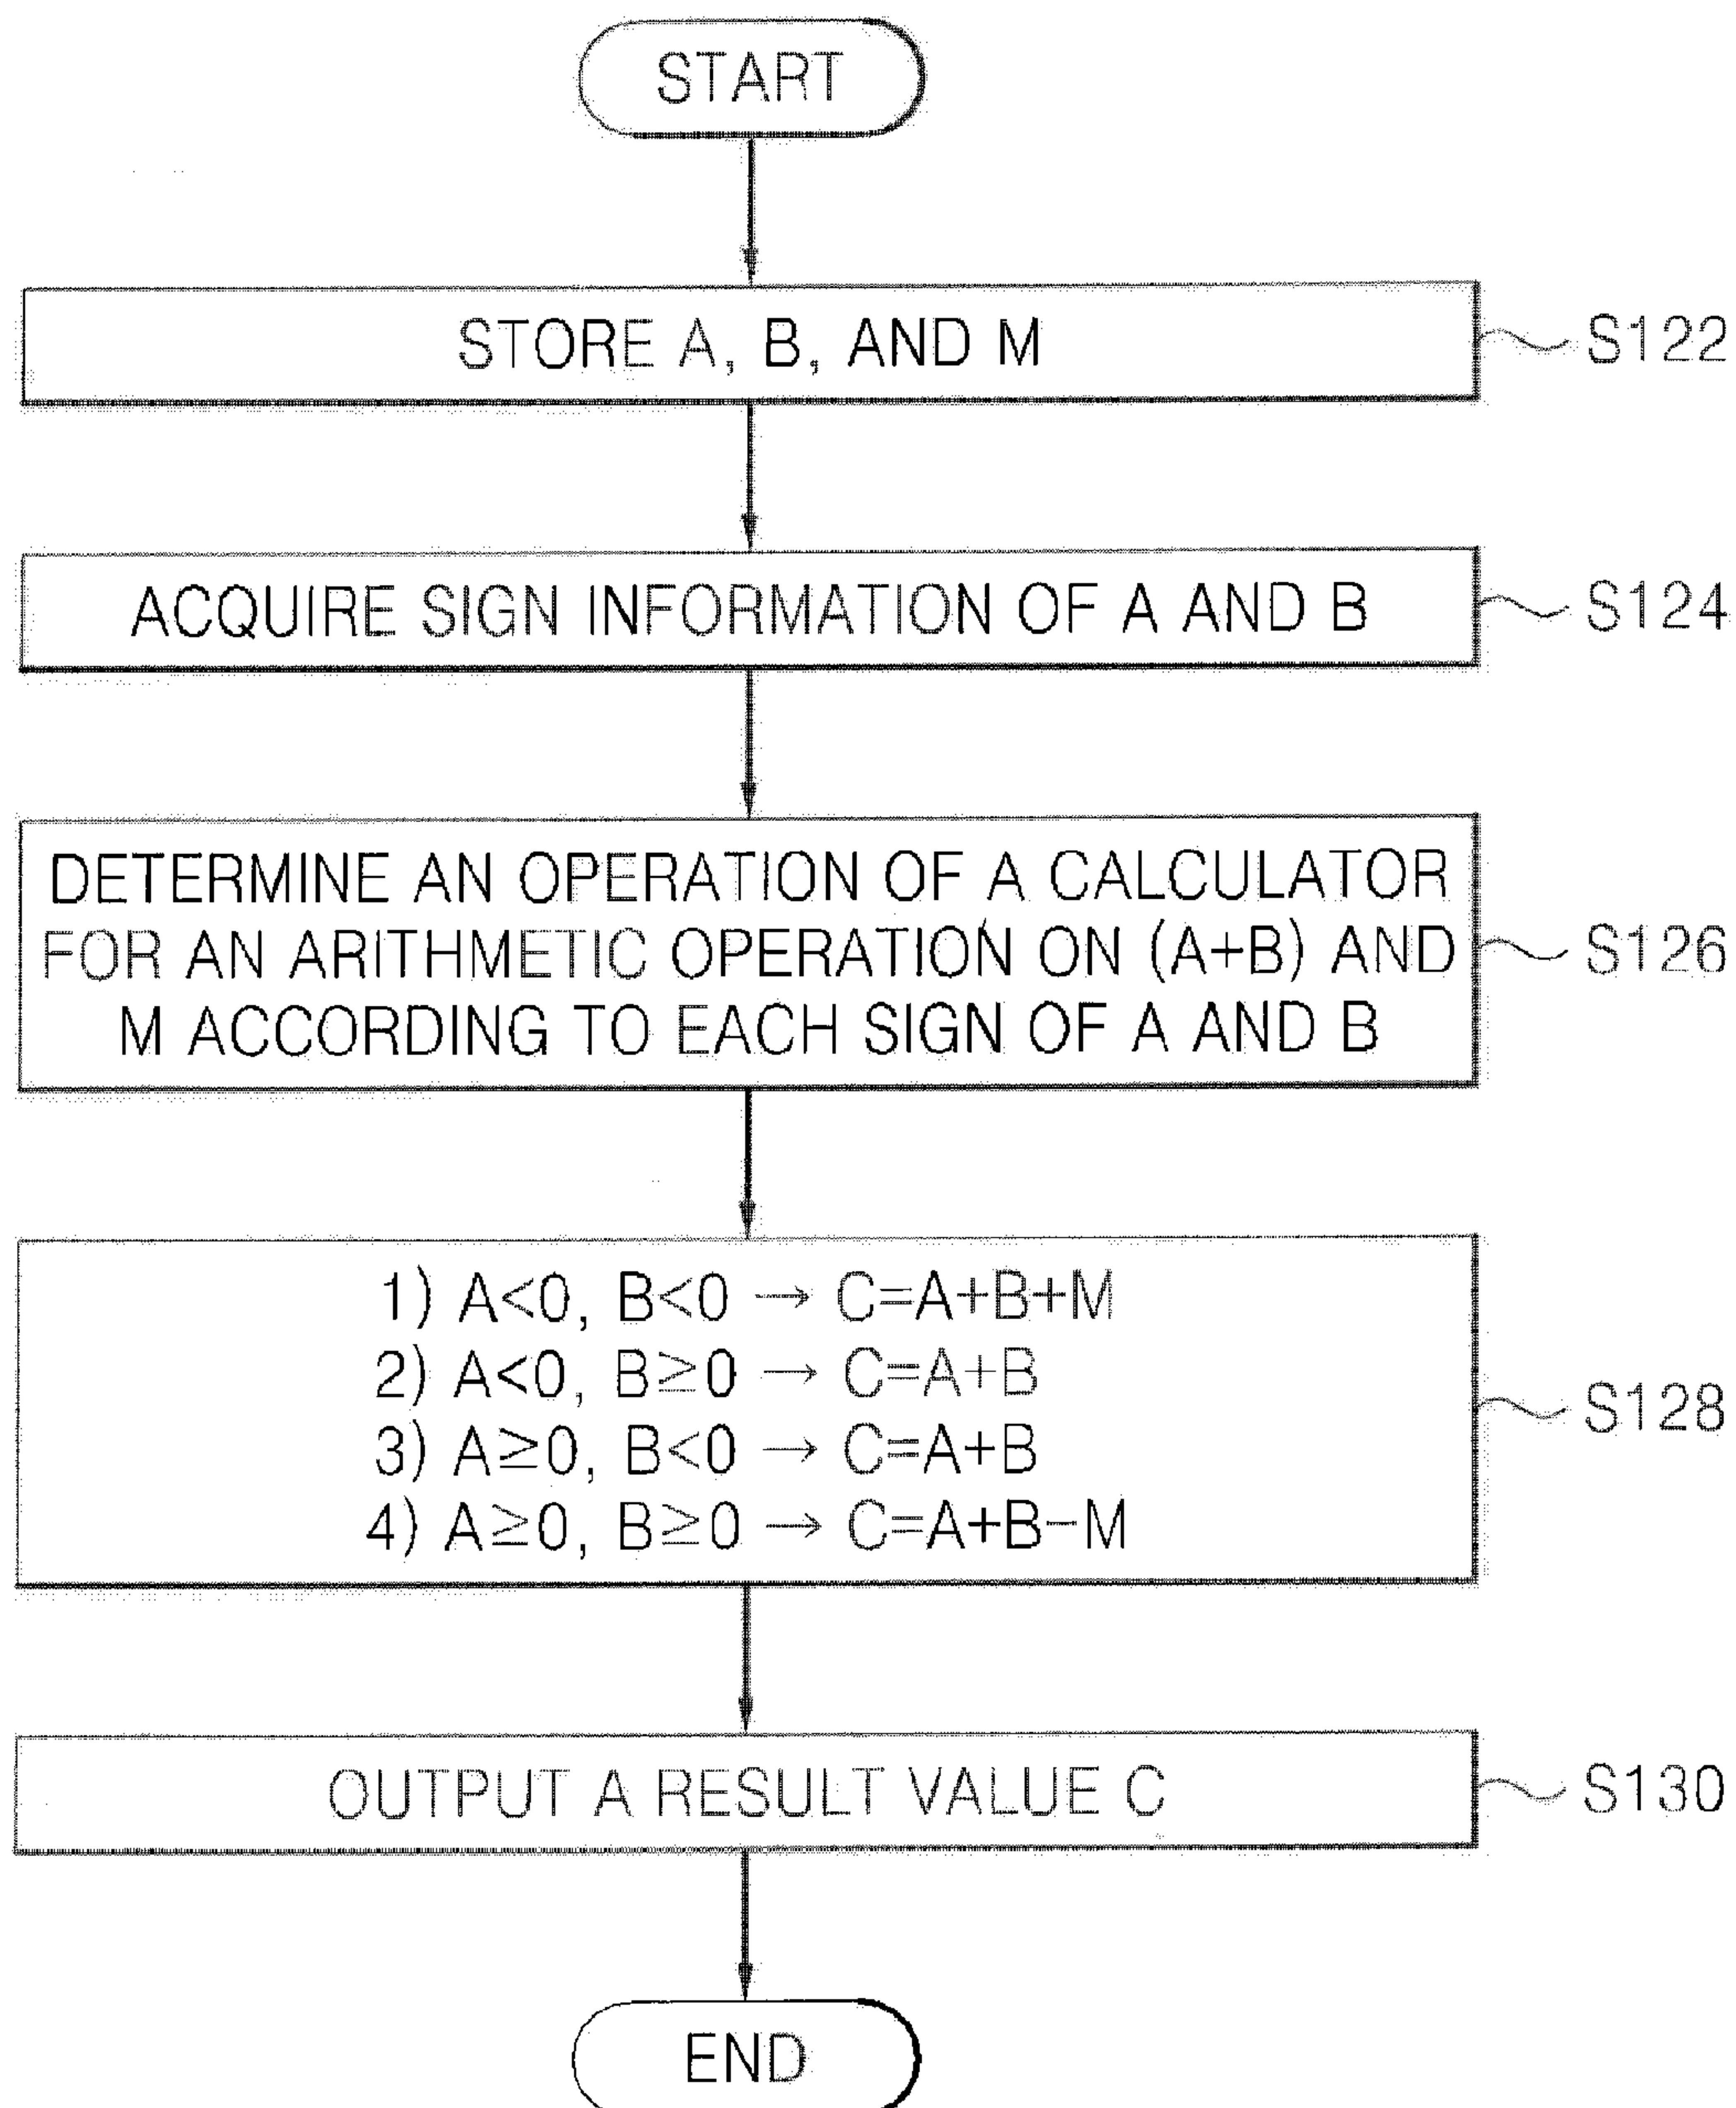 START
STORE A, B, AND M
S122
ACQUIRE SIGN INFORMATION OF A AND B
S124
DETERMINE AN OPERATION OF A CALCULATOR
FOR AN ARITHMETIC OPERATION ON (A+B) AND
M ACCORDING TO EACH SIGN OF A AND B
S126
1) A<0, B<0 → C=A+B+M
2) A<0, B≥0 → C=A+B
3) A≥0, B<0 → C=A+B
4) A≥0, B≥0 → C=A+B-M
S128
OUTPUT A RESULT VALUE C
S130
END